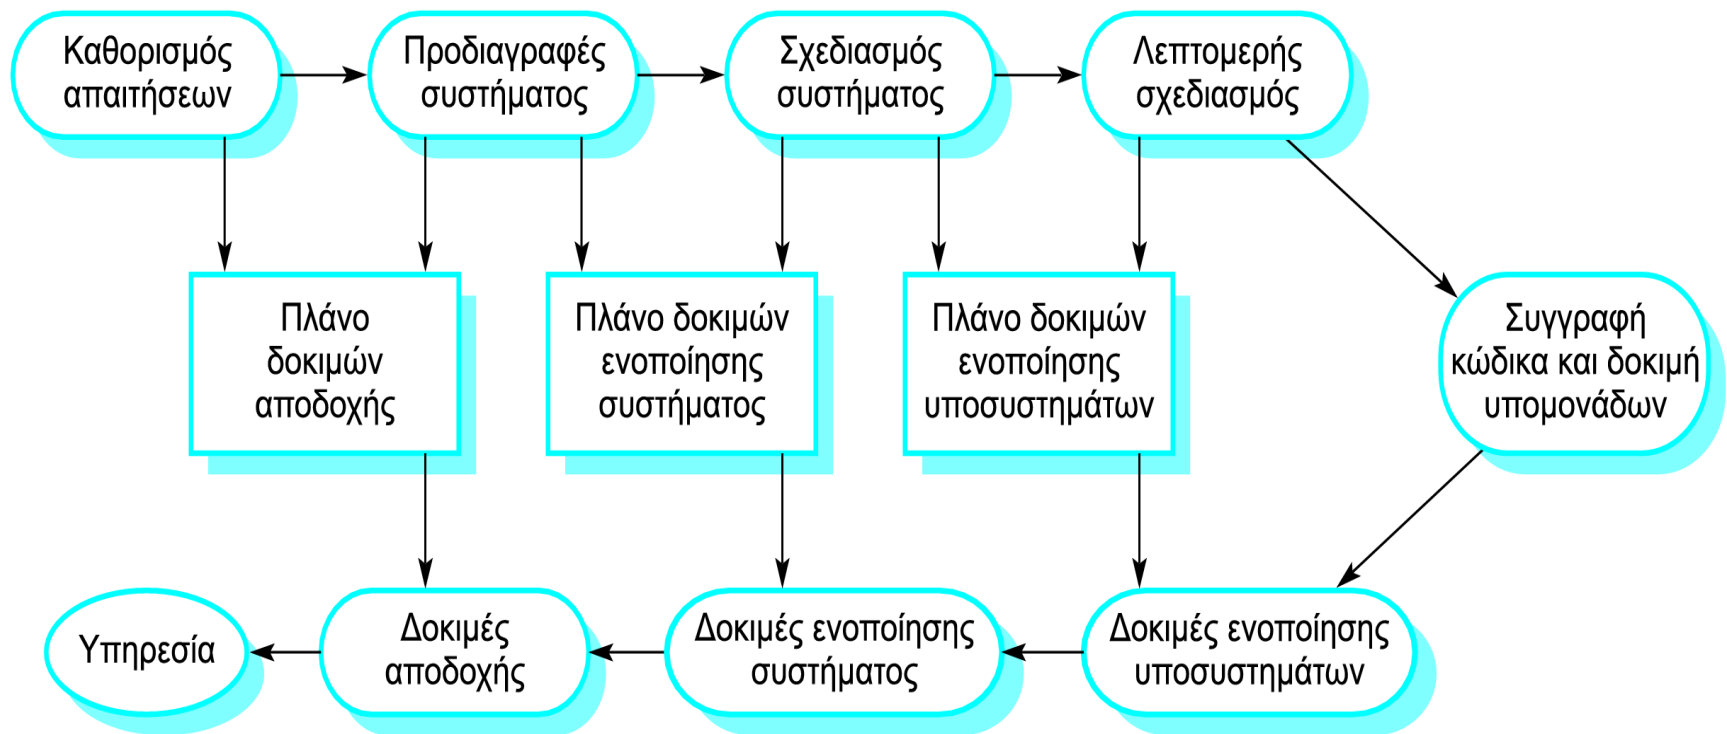 Καθορισμός
απαιτήσεων
Προδιαγραφές
συστήματος
Σχεδιασμός
συστήματος
Λεπτομερής
σχεδιασμός
Πλάνο
δοκιμών
αποδοχής
Πλάνο δοκιμών
ενοποίησης
συστήματος
Πλάνο δοκιμών
ενοποίησης
υποσυστημάτων
Συγγραφή
κώδικα και δοκιμή
υπομονάδων
Υπηρεσία
Δοκιμές
αποδοχής
Δοκιμές ενοποίησης
συστήματος
Δοκιμές ενοποίησης
υποσυστημάτων